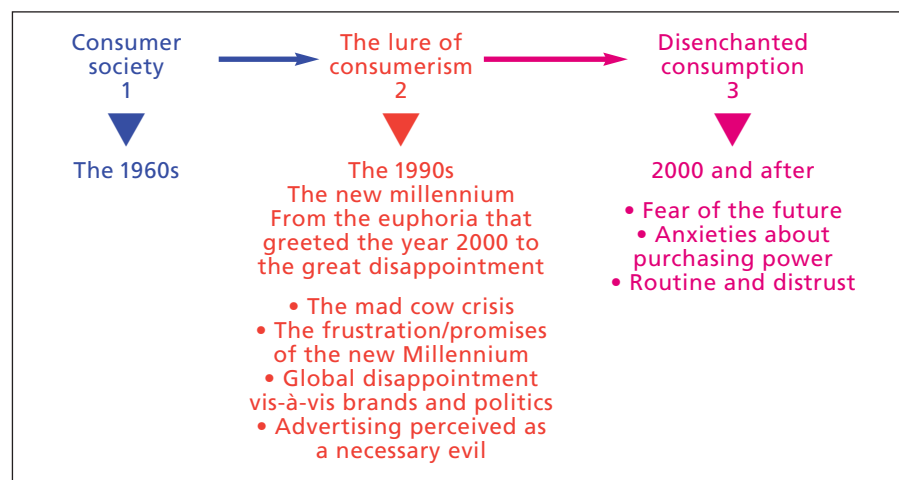 Consumer
society
1
The 1960s
The lure of
consumerism
2
The 1990s
The new millennium
From the euphoria that
greeted the year 2000 to
the great disappointment
• The mad cow crisis
• The frustration/promises
of the new Millennium
• Global disappointment
vis-à-vis brands and politics
• Advertising perceived as
a necessary evil
Disenchanted
consumption
3
2000 and after
• Fear of the future
• Anxieties about
purchasing power
• Routine and distrust